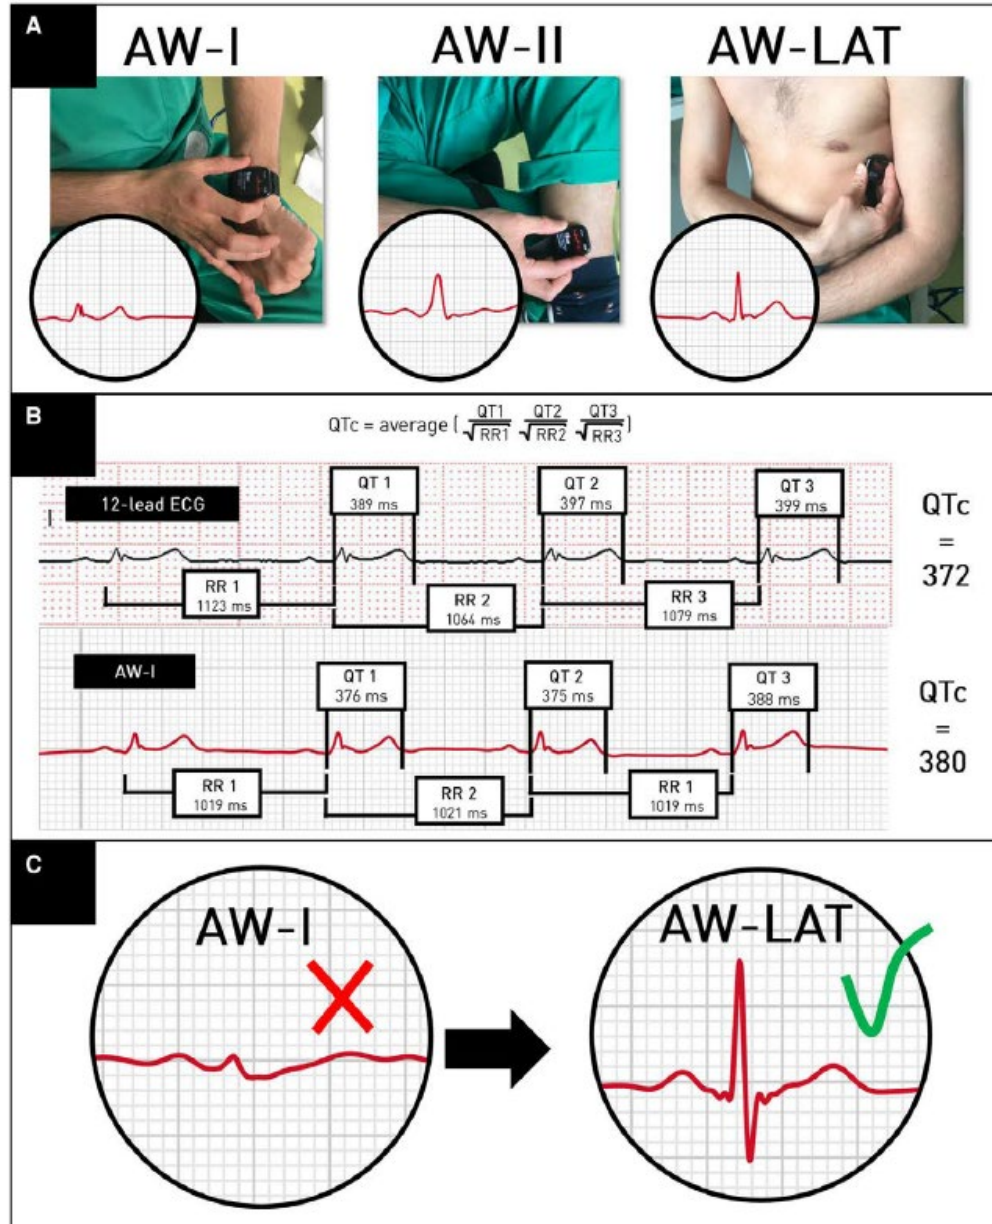 A
AW-I
AW-II
AW-LAT
B
QTc = average [ QT1/√RR1 QT2/√RR2 QT3/√RR3 ]
12-lead ECG
I
QT 1
389 ms
QT 2
397 ms
QT 3
399 ms
RR 1
1123 ms
RR 2
1064 ms
RR 3
1079 ms
QTc
=
372
AW-I
QT 1
376 ms
QT 2
375 ms
QT 3
388 ms
RR 1
1019 ms
RR 2
1021 ms
RR 1
1019 ms
QTc
=
380
C
AW-I
AW-LAT